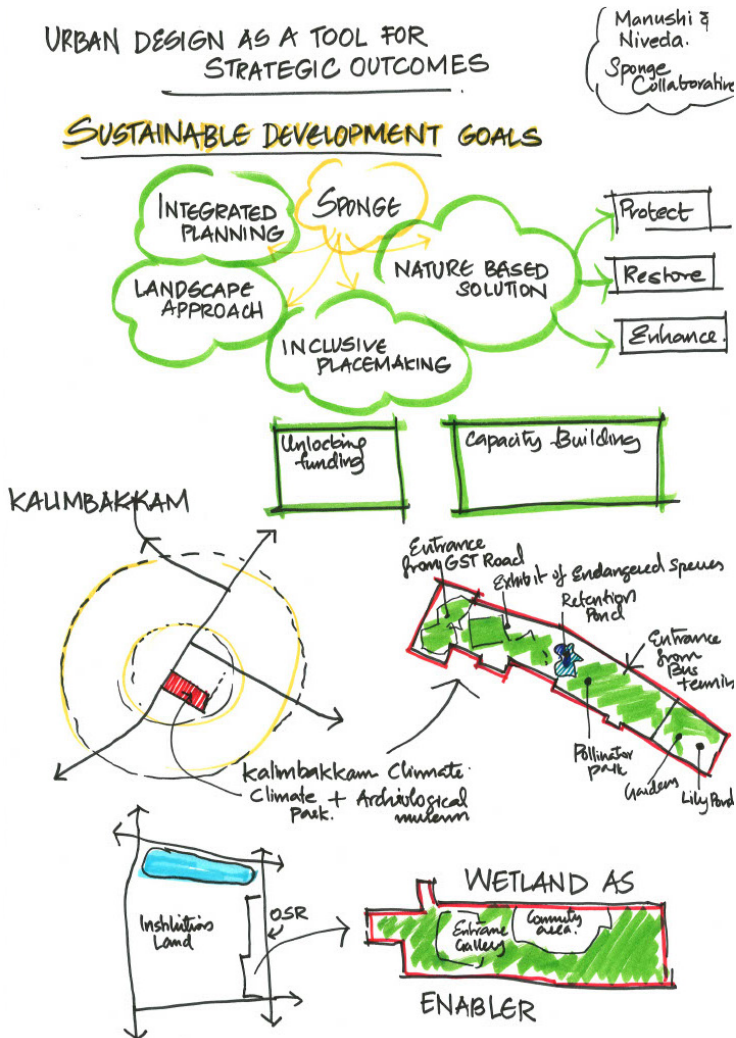 URBAN DESIGN AS A TOOL FOR
STRATEGIC OUTCOMES
Manushi &
Niveda.
Sponge
Collaborative
SUSTAINABLE DEVELOPMENT GOALS
INTEGRATED
PLANNING
SPONGE
LANDSCAPE
APPROACH
NATURE BASED
SOLUTION
INCLUSIVE
PLACEMAKING
Protect
Restore
Enhance.
Unlocking
funding
Capacity Building
KALIMBAKKAM
Entrance
from GST Road
Exhibit of Endangered Species
Retention
Pond
Entrance
from
Bus
Pollinator
park
Gardens
Lily Pond
Kalimbakkam Climate
Climate + Archiological
Park. museum
Institutions
Land
OSR
WETLAND AS
Entrance
Gallery
area.
ENABLER